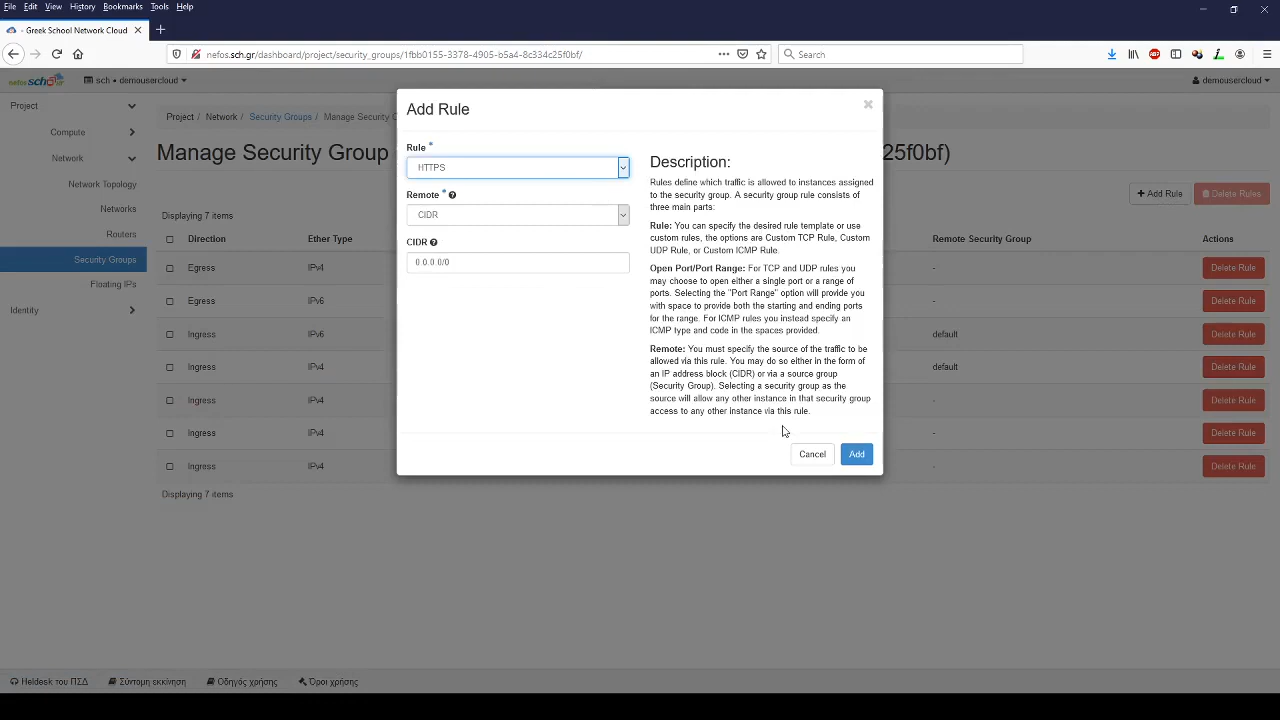 File Edit View History Bookmarks Tools Help
- Greek School Network Cloud
nefos.sch.gr/dashboard/project/security_groups/1fbb0155-3378-4905-b5a4-8c334c25f0bf/
Search
sch • demousercloud
demousercloud
Project
Compute
Network
Network Topology
Networks
Routers
Security Groups
Floating IPs
Identity
Project / Network / Security Groups / Manage Security G
Manage Security Group
25f0bf)
+ Add Rule
Delete Rules
Displaying 7 items
Direction Ether Type Remote Security Group Actions
Egress IPv4 - Delete Rule
Egress IPv6 - Delete Rule
Ingress IPv6 default Delete Rule
Ingress IPv4 default Delete Rule
Ingress IPv4 - Delete Rule
Ingress IPv4 - Delete Rule
Ingress IPv4 - Delete Rule
Displaying 7 items
Add Rule
Rule *
HTTPS
Remote *
CIDR
CIDR
0.0.0.0/0
Description:
Rules define which traffic is allowed to instances assigned
to the security group. A security group rule consists of
three main parts:
Rule: You can specify the desired rule template or use
custom rules, the options are Custom TCP Rule, Custom
UDP Rule, or Custom ICMP Rule.
Open Port/Port Range: For TCP and UDP rules you
may choose to open either a single port or a range of
ports. Selecting the "Port Range" option will provide you
with space to provide both the starting and ending ports
for the range. For ICMP rules you instead specify an
ICMP type and code in the spaces provided.
Remote: You must specify the source of the traffic to be
allowed via this rule. You may do so either in the form of
an IP address block (CIDR) or via a source group
(Security Group). Selecting a security group as the
source will allow any other instance in that security group
access to any other instance via this rule.
Cancel
Add
Helpdesk του ΠΣΔ Σύντομη εκκίνηση Οδηγός χρήσης Όροι χρήσης